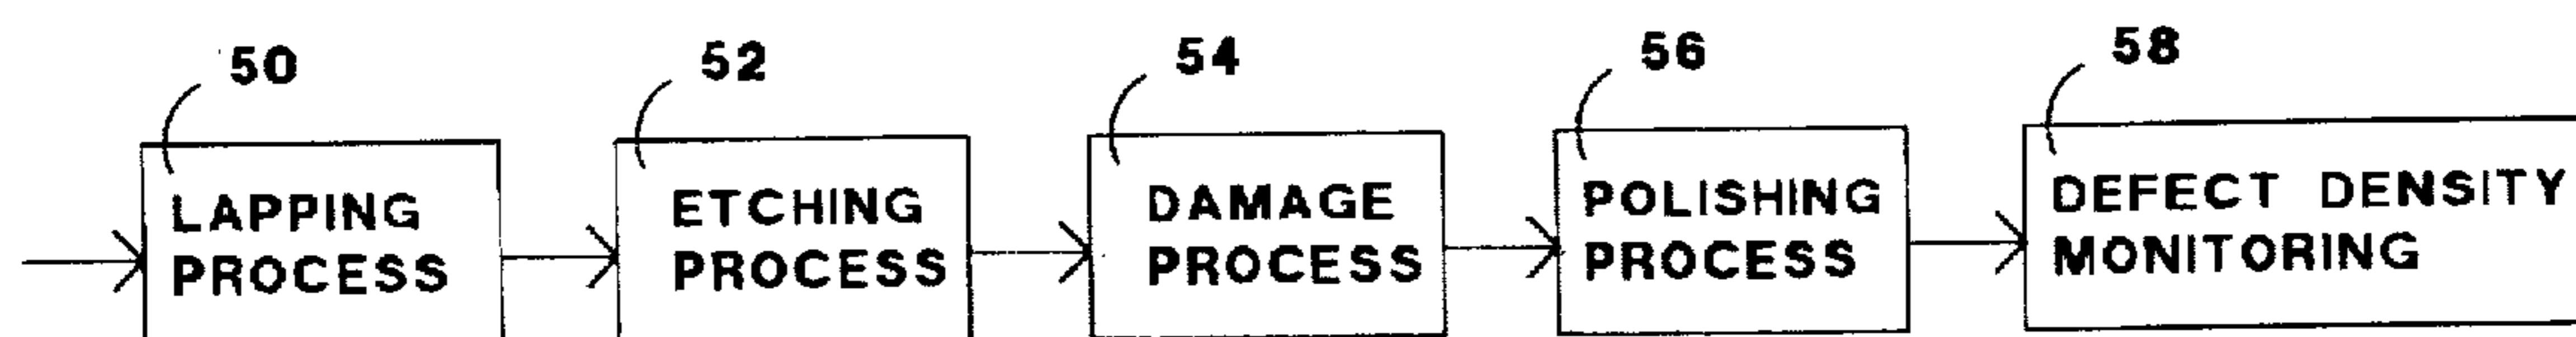 50
52
54
56
58
LAPPING
PROCESS
ETCHING
PROCESS
DAMAGE
PROCESS
POLISHING
PROCESS
DEFECT DENSITY
MONITORING